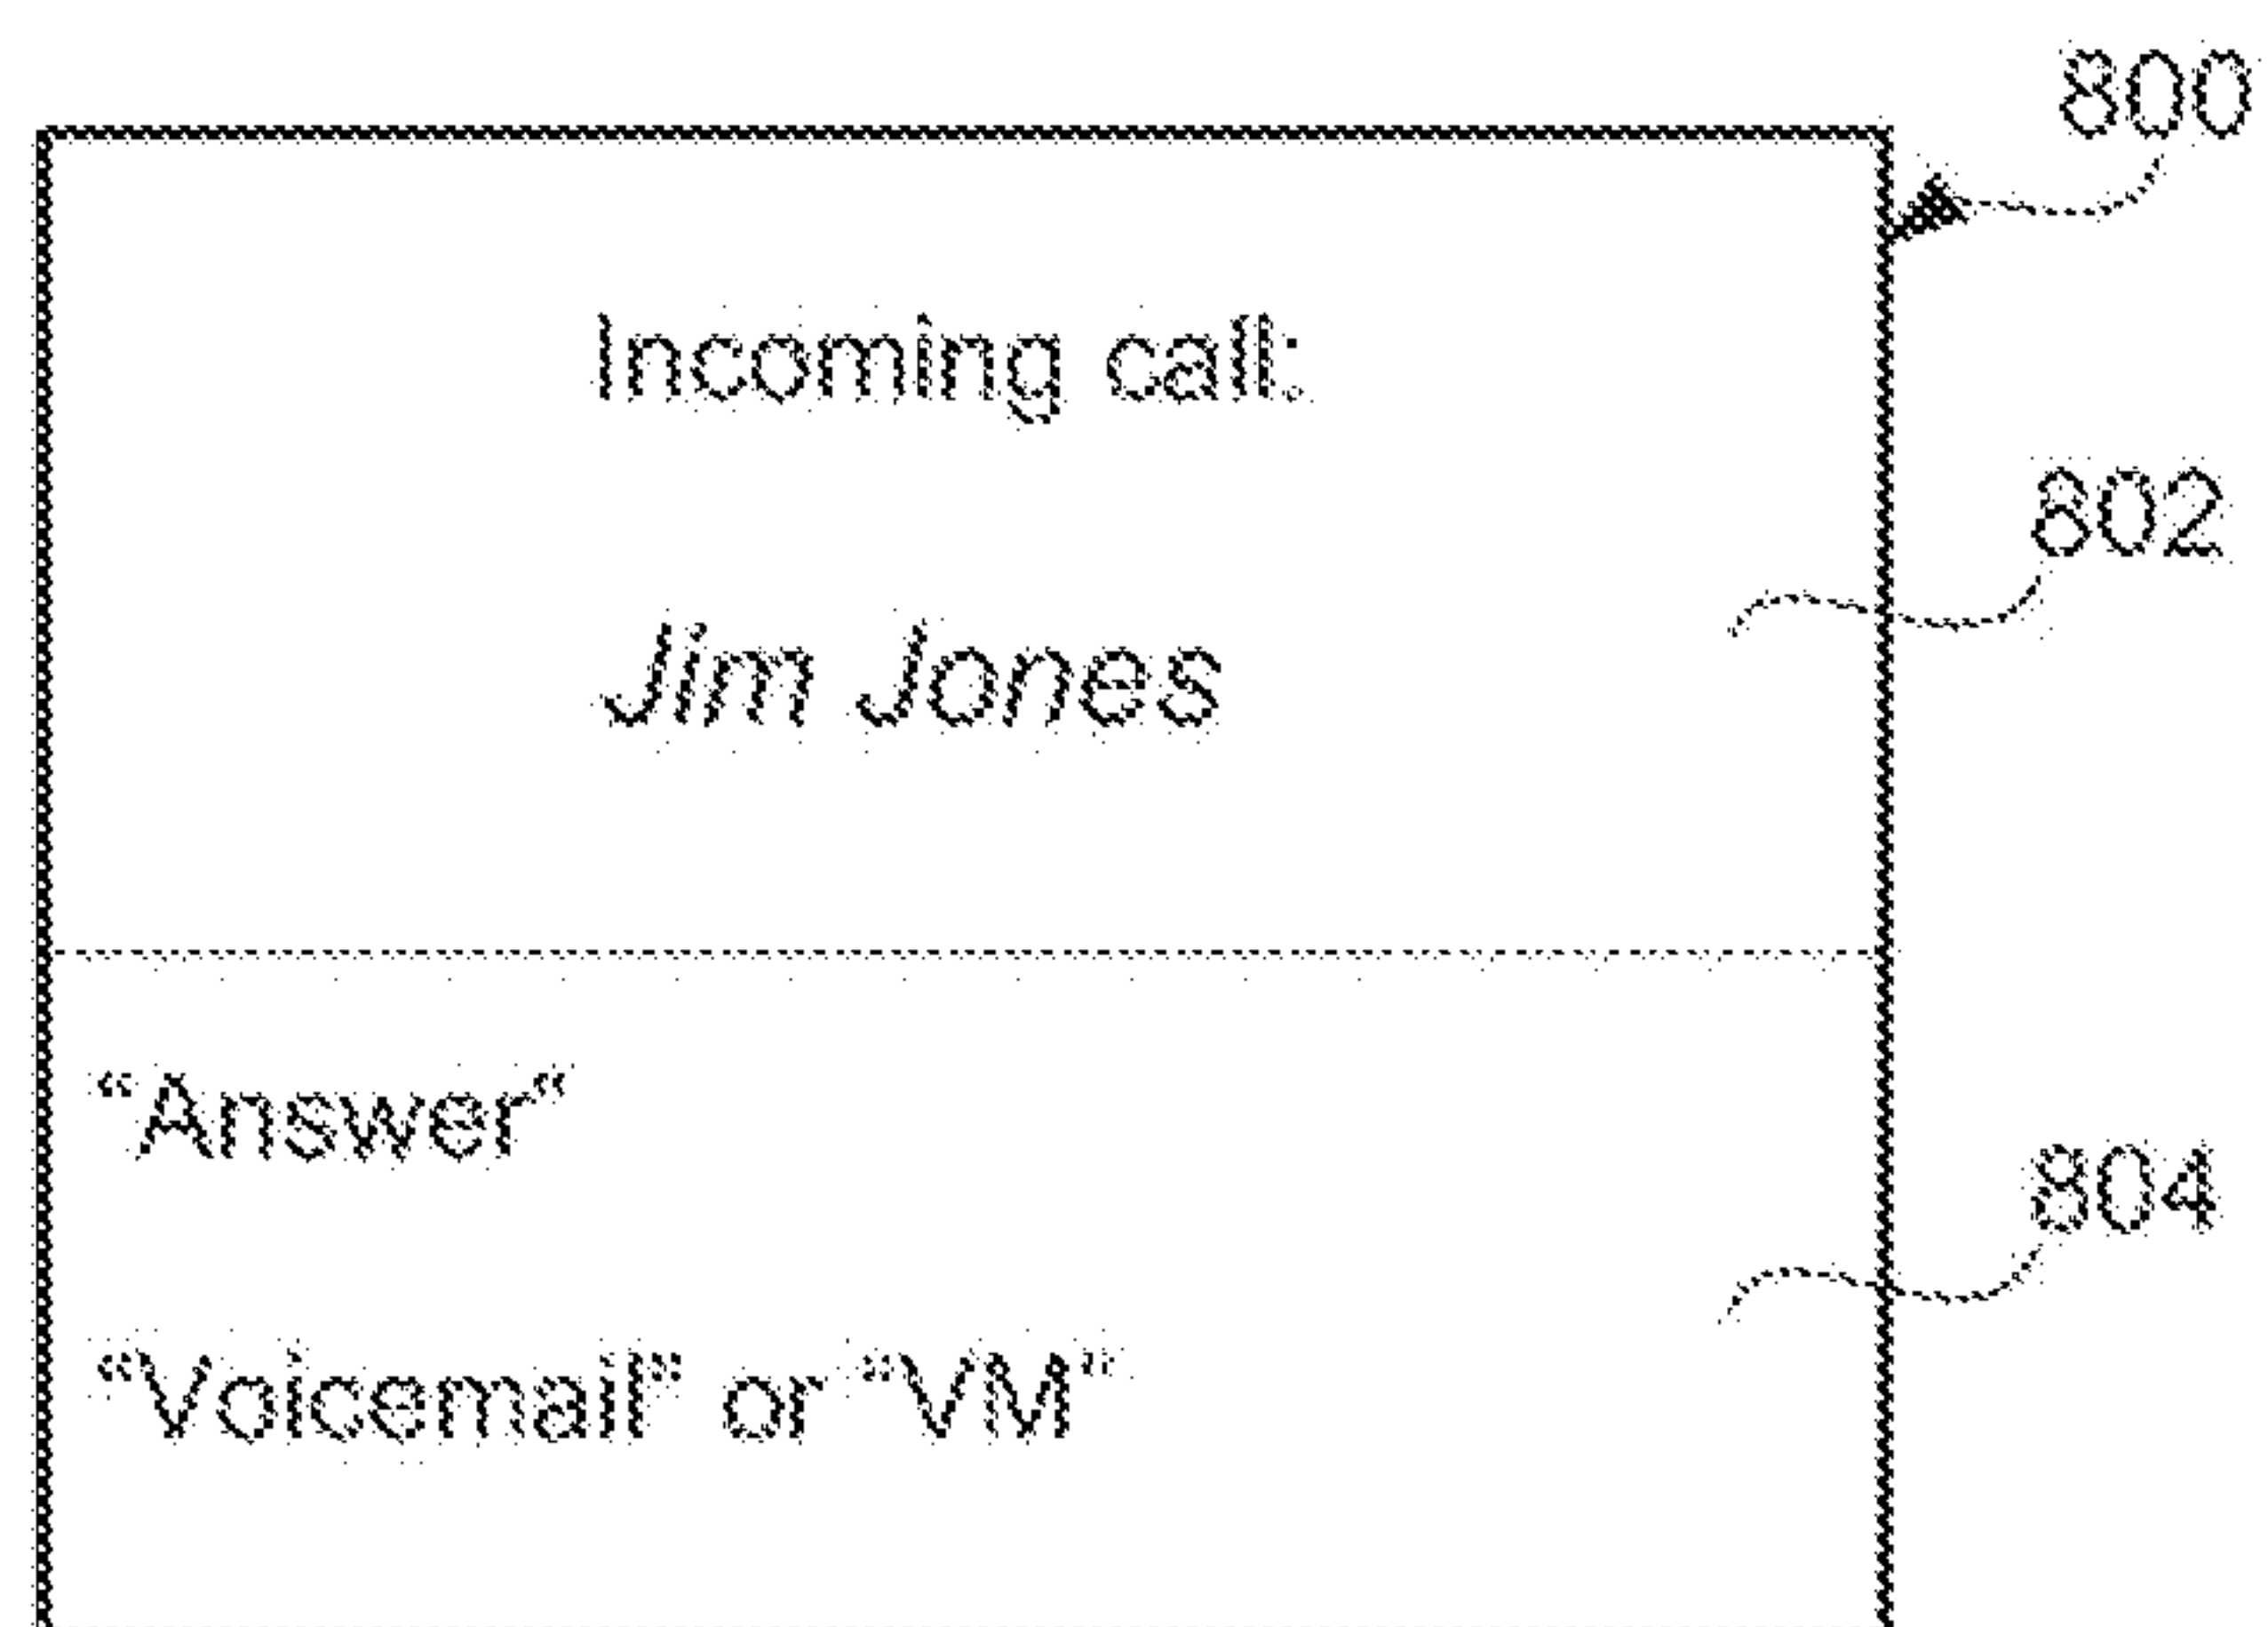 800
Incoming call:
802
Jim Jones
“Answer“
804
“Voicemail” or “VM“